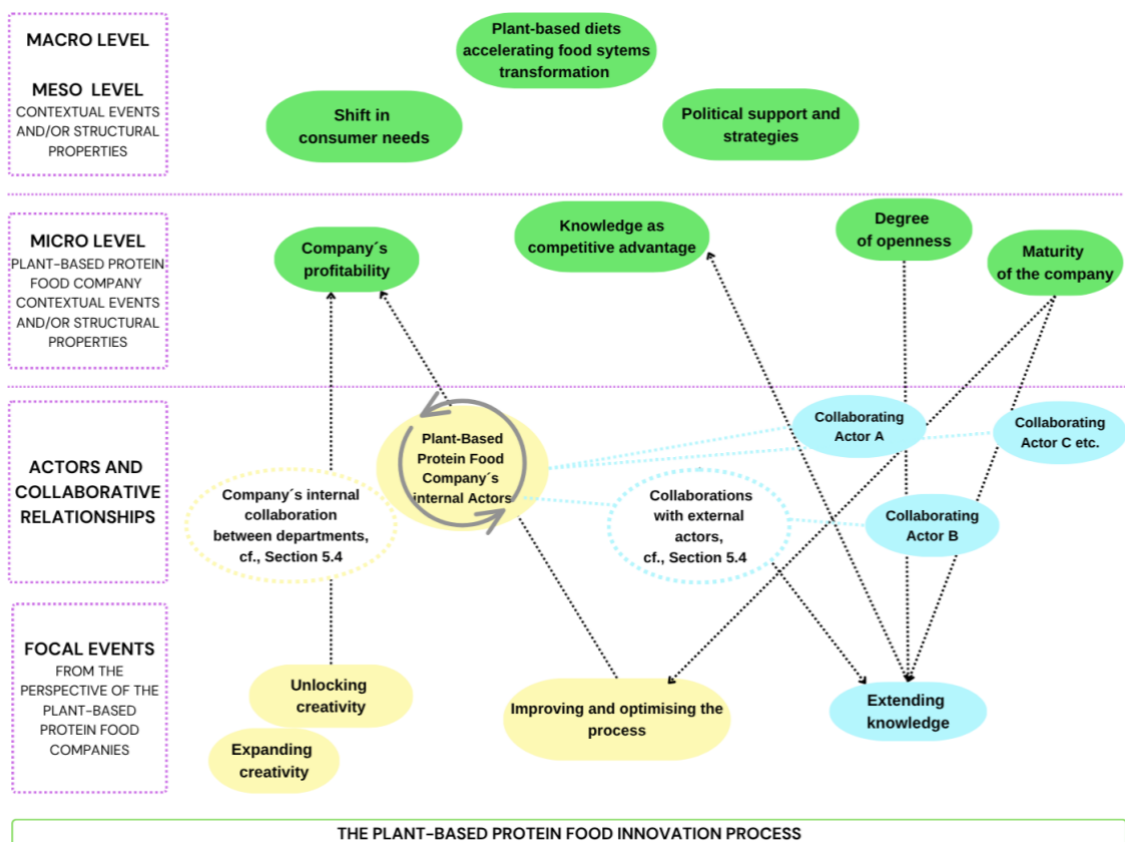 MACRO LEVEL
MESO LEVEL
CONTEXTUAL EVENTS
AND/OR STRUCTURAL
PROPERTIES
Plant-based diets
accelerating food sytems
transformation
Shift in
consumer needs
Political support and
strategies
MICRO LEVEL
PLANT-BASED PROTEIN
FOOD COMPANY
CONTEXTUAL EVENTS
AND/OR STRUCTURAL
PROPERTIES
Company´s
profitability
Knowledge as
competitive advantage
Degree
of openness
Maturity
of the company
ACTORS AND
COLLABORATIVE
RELATIONSHIPS
Company´s internal
collaboration
between departments,
cf., Section 5.4
Plant-Based
Protein Food
Company´s
internal Actors
Collaborations
with external
actors,
cf., Section 5.4
Collaborating
Actor A
Collaborating
Actor B
Collaborating
Actor C etc.
FOCAL EVENTS
FROM THE
PERSPECTIVE OF THE
PLANT-BASED
PROTEIN FOOD
COMPANIES
Unlocking
creativity
Expanding
creativity
Improving and optimising the
process
Extending
knowledge
THE PLANT-BASED PROTEIN FOOD INNOVATION PROCESS